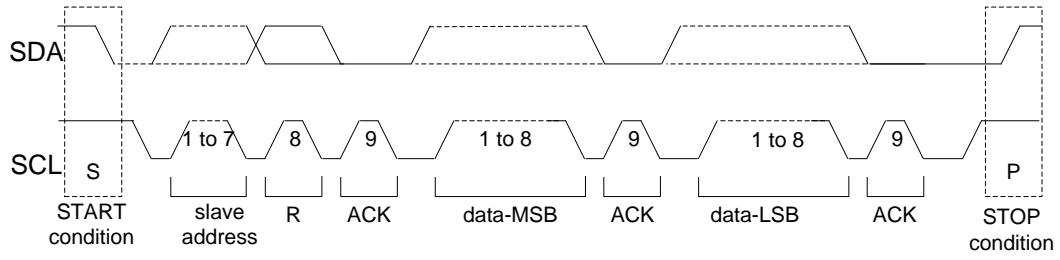 SDA
1 to 7 8 9 1 to 8 9 1 to 8 9
SCL
S P
START condition
slave address
R
ACK
data-MSB
ACK
data-LSB
ACK
STOP condition